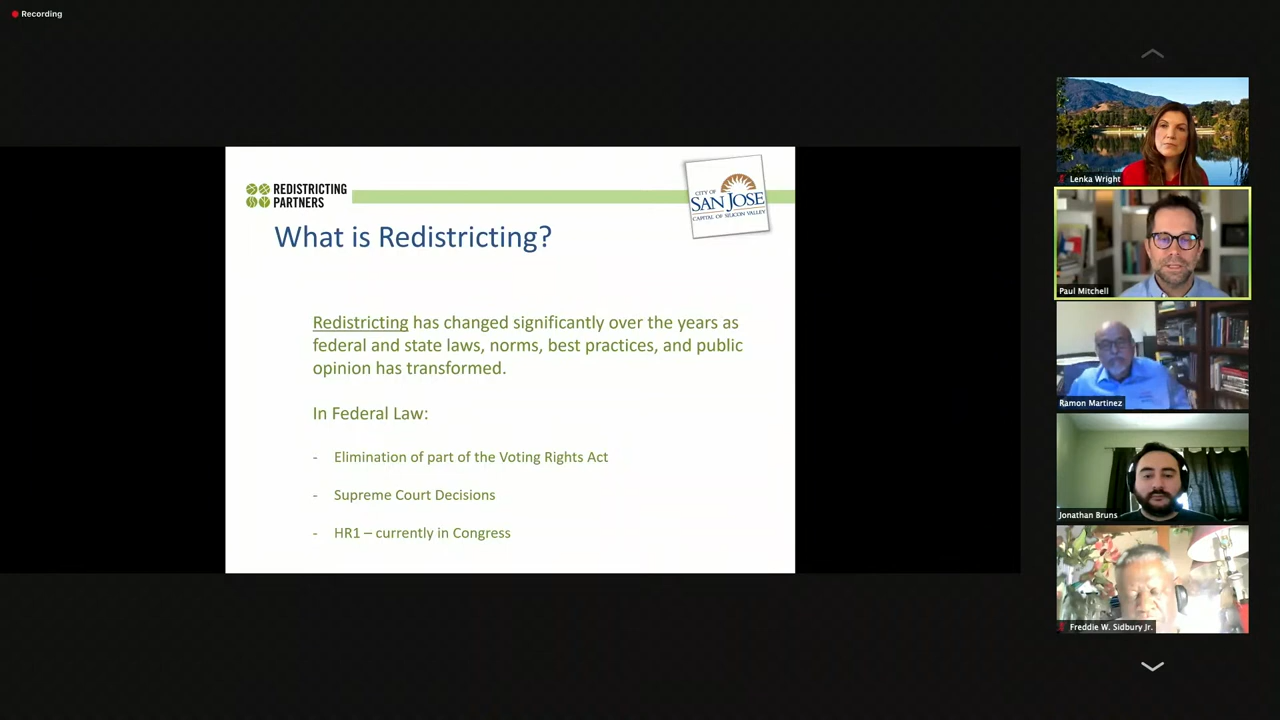 Recording
REDISTRICTING
PARTNERS
CITY OF
SAN JOSE
CAPITAL OF SILICON VALLEY
What is Redistricting?
Redistricting has changed significantly over the years as
federal and state laws, norms, best practices, and public
opinion has transformed.
In Federal Law:
- Elimination of part of the Voting Rights Act
- Supreme Court Decisions
- HR1 – currently in Congress
Lenka Wright
Paul Mitchell
Ramon Martinez
Jonathan Bruns
Freddie W. Sidbury Jr.